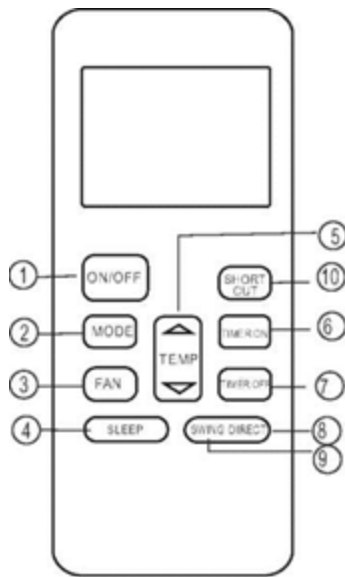 5
1
ON/OFF
SHORT
CUT
10
2
MODE
TEMP
TIMER ON
6
3
FAN
TIMER OFF
7
4
SLEEP
SWING DIRECT
8
9